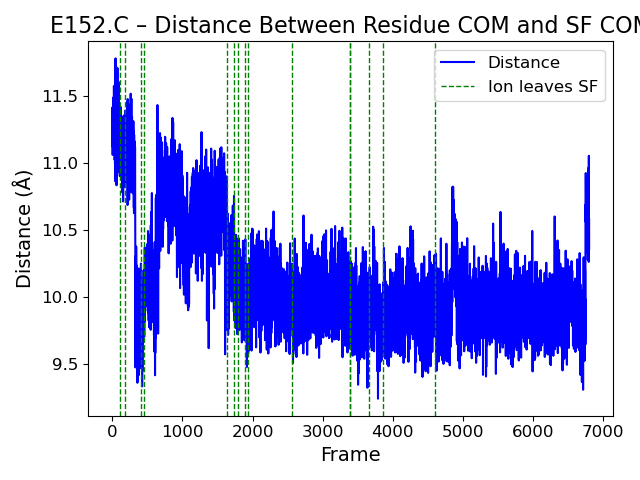 E152.C – Distance Between Residue COM and SF COM
Distance
Ion leaves SF
Distance (Å)
11.5
11.0
10.5
10.0
9.5
0 1000 2000 3000 4000 5000 6000 7000
Frame